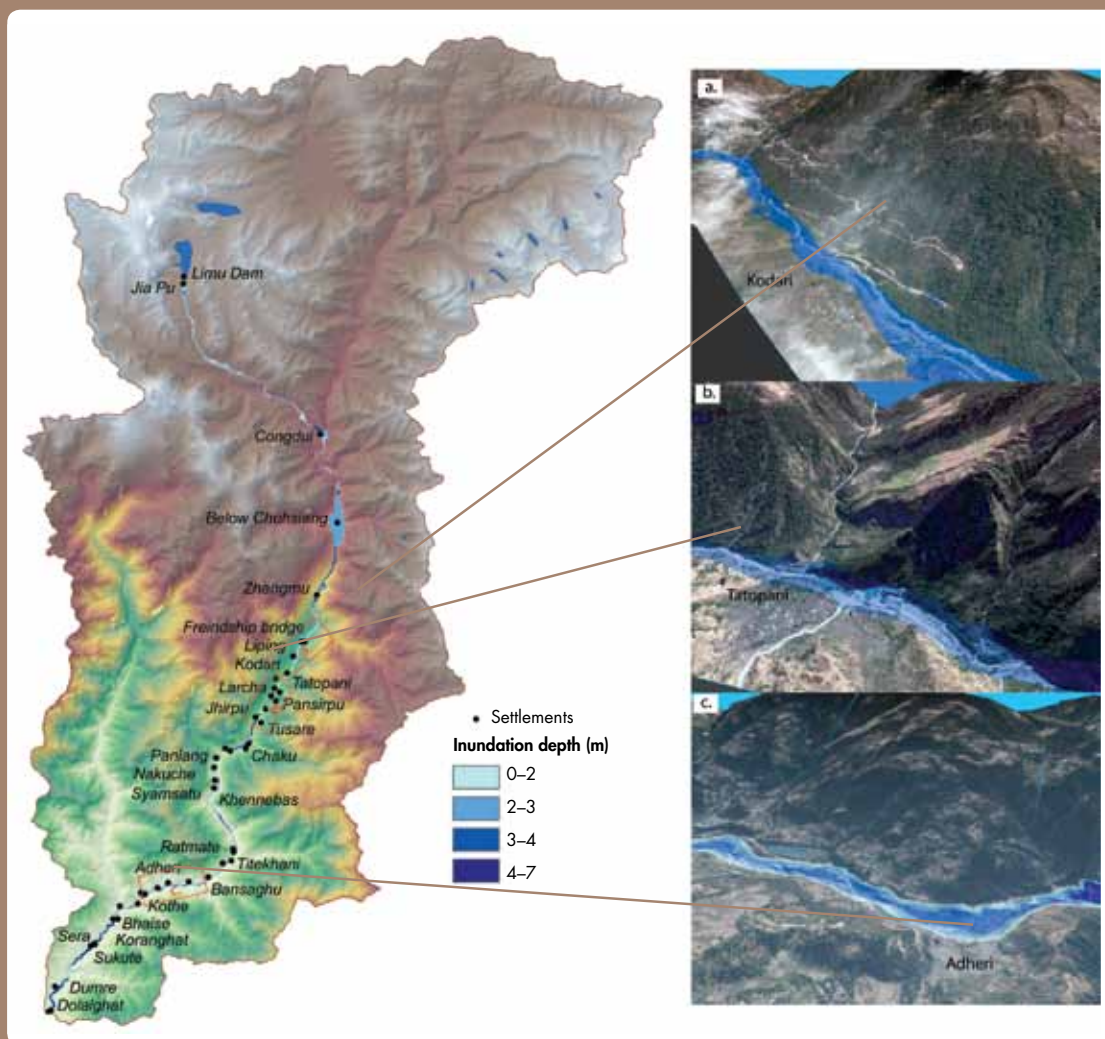 Limu Dam
Jia Pu
Congdui
Below Chuhsiang
Zhangmu
Freindship bridge
Liping
Kodari
Larcha
Tatopani
Pansirpu
Jhirpu
Tusare
Panlang
Chaku
Nakuche
Syamsatu
Khennebas
Ratmate
Titekhani
Adheri
Bansaghu
Kothe
Bhaise
Sera
Koranghat
Sukute
Dumre
Dolalghat
Settlements
Inundation depth (m)
0–2
2–3
3–4
4–7
a.
Kodari
b.
Tatopani
c.
Adheri